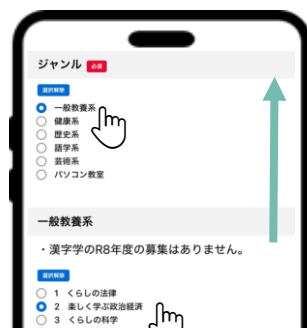 ジャンル 必須
選択解除
一般教養系
健康系
歴史系
語学系
芸術系
パソコン教室
一般教養系
・漢字学のR8年度の募集はありません。
選択解除
1 くらしの法律
2 楽しく学ぶ政治経済
3 くらしの科学